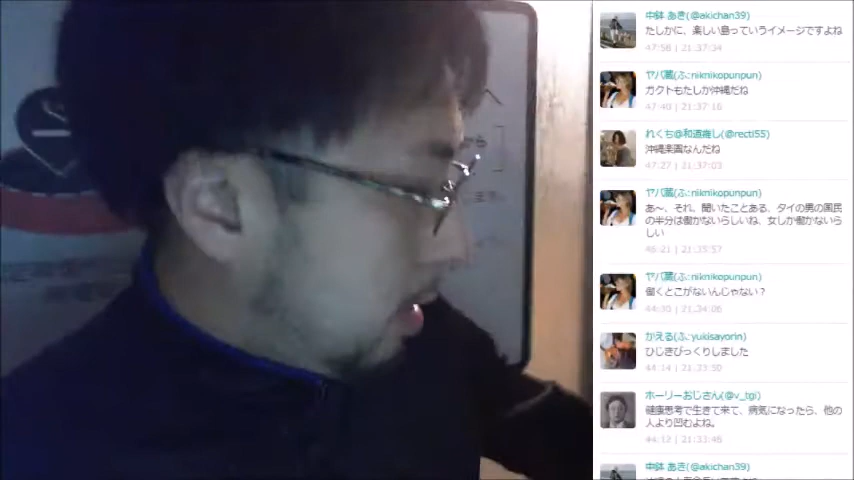 中鉢 あき(@akichan39)
たしかに、楽しい島っていうイメージですよね
47:58 | 21:37:34
ヤバ蔵(ふ:niknikopunpun)
ガクトもたしか沖縄だね
47:40 | 21:37:16
れくち@和道推し(@recti55)
沖縄楽園なんだね
47:27 | 21:37:03
ヤバ蔵(ふ:niknikopunpun)
あ～、それ、聞いたことある、タイの男の国民
の半分は働かないらしいね、女しか働かないら
しい
46:21 | 21:35:57
ヤバ蔵(ふ:niknikopunpun)
働くとこがないんじゃない？
44:30 | 21:34:06
かえる(ふ:yukisayorin)
ひじきびっくりしました
44:14 | 21:33:50
ホーリーおじさん(@v_tgi)
健康思考で生きて来て、病気になったら、他の
人より凹むよね。
44:12 | 21:33:48
中鉢 あき(@akichan39)